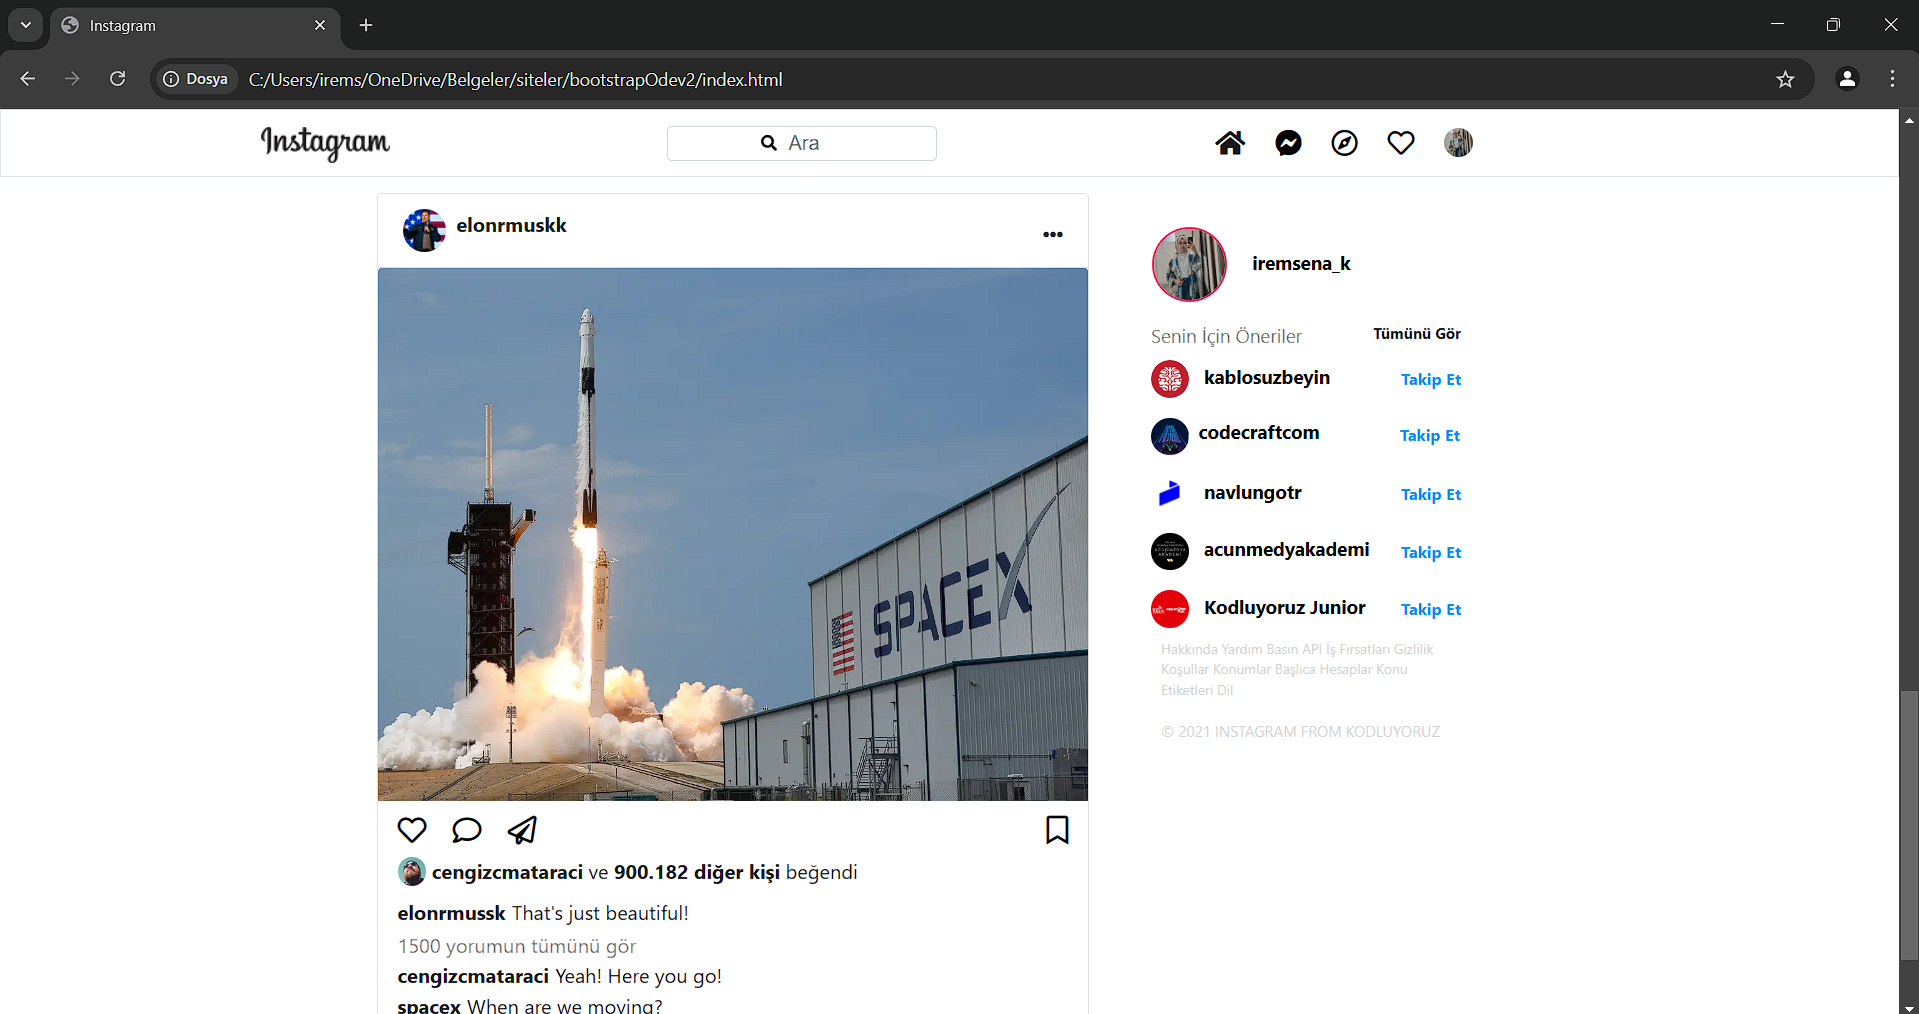 Instagram
Dosya C:/Users/irems/OneDrive/Belgeler/siteler/bootstrapOdev2/index.html
Instagram
Ara
elonrmuskk
SPACEX
cengizcmataraci ve 900.182 diğer kişi beğendi
elonrmussk That's just beautiful!
1500 yorumun tümünü gör
cengizcmataraci Yeah! Here you go!
spacex When are we moving?
iremsena_k
Senin İçin Öneriler Tümünü Gör
kablosuzbeyin Takip Et
codecraftcom Takip Et
navlungotr Takip Et
acunmedyakademi Takip Et
Kodluyoruz Junior Takip Et
Hakkında Yardım Basın API İş Fırsatları Gizlilik
Koşullar Konumlar Başlıca Hesaplar Konu
Etiketleri Dil
© 2021 INSTAGRAM FROM KODLUYORUZ